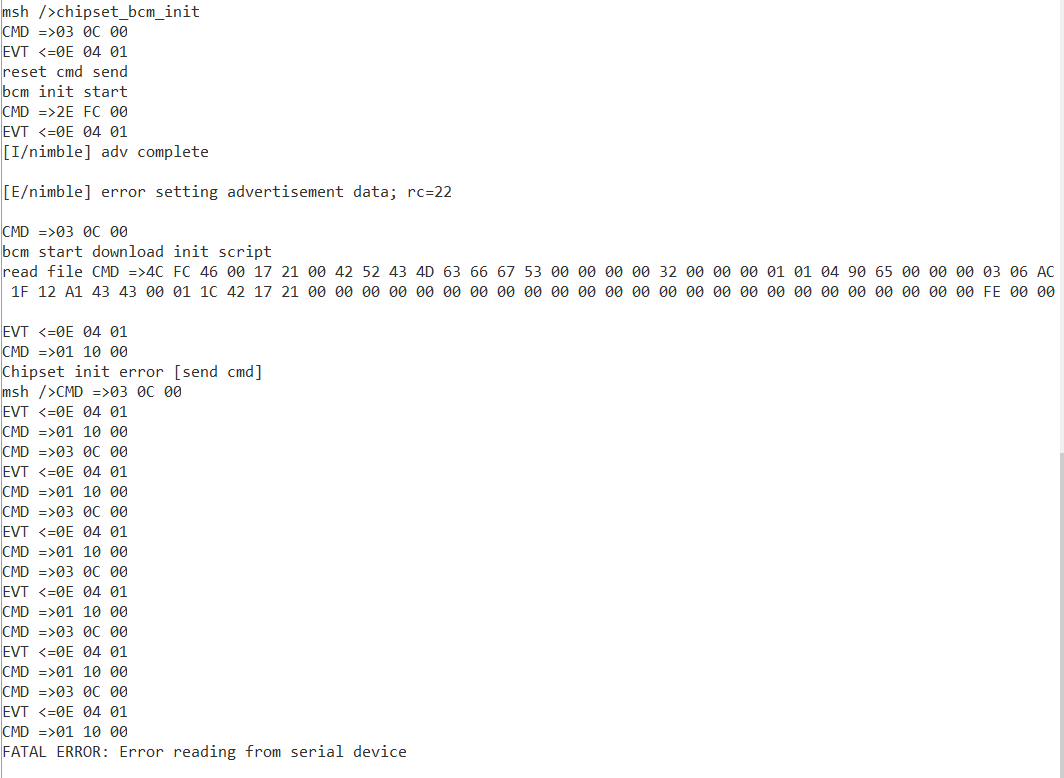 msh />chipset_bcm_init
CMD =>03 0C 00
EVT <=0E 04 01
reset cmd send
bcm init start
CMD =>2E FC 00
EVT <=0E 04 01
[I/nimble] adv complete
[E/nimble] error setting advertisement data; rc=22
CMD =>03 0C 00
bcm start download init script
read file CMD =>4C FC 46 00 17 21 00 42 52 43 4D 63 66 67 53 00 00 00 00 32 00 00 00 01 01 04 90 65 00 00 00 03 06 AC
1F 12 A1 43 43 00 01 1C 42 17 21 00 00 00 00 00 00 00 00 00 00 00 00 00 00 00 00 00 00 00 00 00 00 00 00 00 FE 00 00
EVT <=0E 04 01
CMD =>01 10 00
Chipset init error [send cmd]
msh />CMD =>03 0C 00
EVT <=0E 04 01
CMD =>01 10 00
CMD =>03 0C 00
EVT <=0E 04 01
CMD =>01 10 00
CMD =>03 0C 00
EVT <=0E 04 01
CMD =>01 10 00
CMD =>03 0C 00
EVT <=0E 04 01
CMD =>01 10 00
CMD =>03 0C 00
EVT <=0E 04 01
CMD =>01 10 00
CMD =>03 0C 00
EVT <=0E 04 01
CMD =>01 10 00
FATAL ERROR: Error reading from serial device